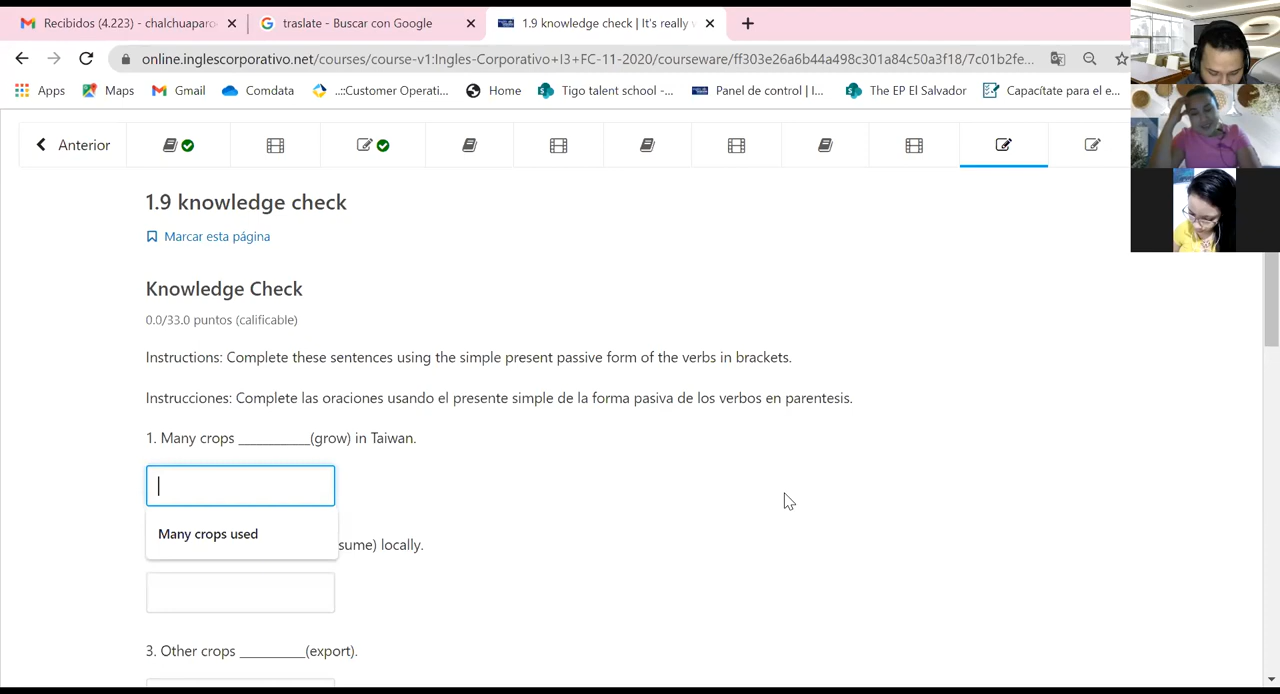 Recibidos (4.223) - chalchuapar
traslate - Buscar con Google
1.9 knowledge check | It's really
online.inglescorporativo.net/courses/course-v1:Ingles_Corporativo+I3+FC-11-2020/courseware/ff303e26a6b44a498c301a84c50a3f18/7c01b2fe...
Apps
Maps
Gmail
Comdata
..::Customer Operati...
Home
Tigo talent school -...
Panel de control | I...
The EP El Salvador
Capacítate para el e...
Anterior
1.9 knowledge check
Marcar esta página
Knowledge Check
0.0/33.0 puntos (calificable)
Instructions: Complete these sentences using the simple present passive form of the verbs in brackets.
Instrucciones: Complete las oraciones usando el presente simple de la forma pasiva de los verbos en parentesis.
1. Many crops __________(grow) in Taiwan.
Many crops used
sume) locally.
3. Other crops _________(export).